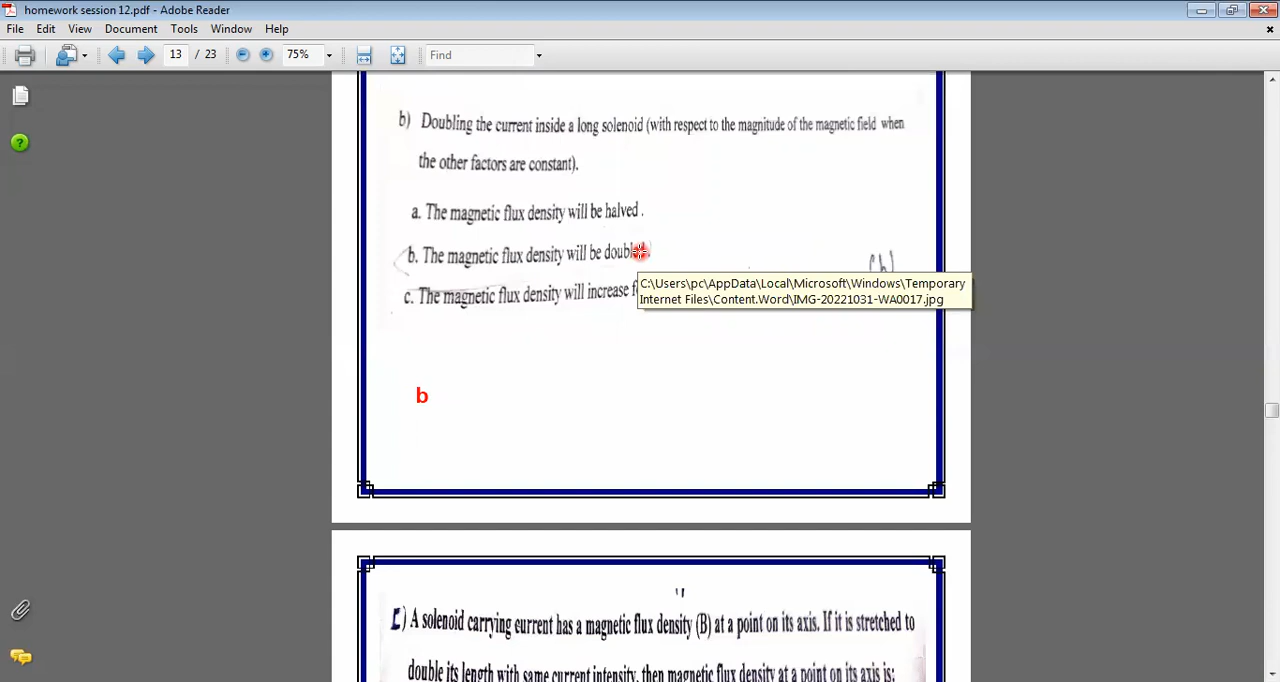 homework session 12.pdf - Adobe Reader
File Edit View Document Tools Window Help
13 / 23 75% Find
b) Doubling the current inside a long solenoid (with respect to the magnitude of the magnetic field when
the other factors are constant).
a. The magnetic flux density will be halved .
b. The magnetic flux density will be
(b)
c. The magnetic flux density will increase
C:\Users\pc\AppData\Local\Microsoft\Windows\Temporary
Internet Files\Content.Word\IMG-20221031-WA0017.jpg
b
C) A solenoid carrying current has a magnetic flux density (B) at a point on its axis. If it is stretched to
double its length with same current intensity, then magnetic flux density at a point on its axis is: